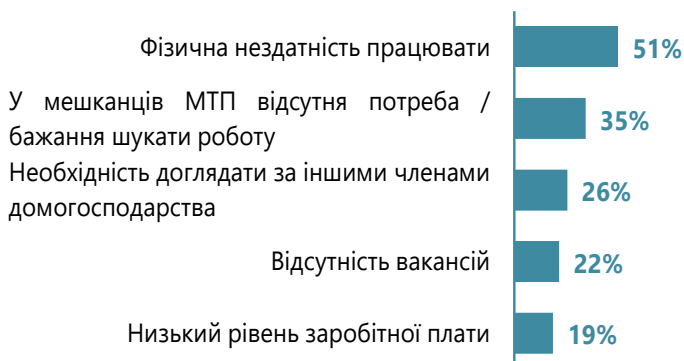 Фізична нездатність працювати
51%
У мешканців МТП відсутня потреба /
бажання шукати роботу
35%
Необхідність доглядати за іншими членами
домогосподарства
26%
Відсутність вакансій
22%
Низький рівень заробітної плати
19%